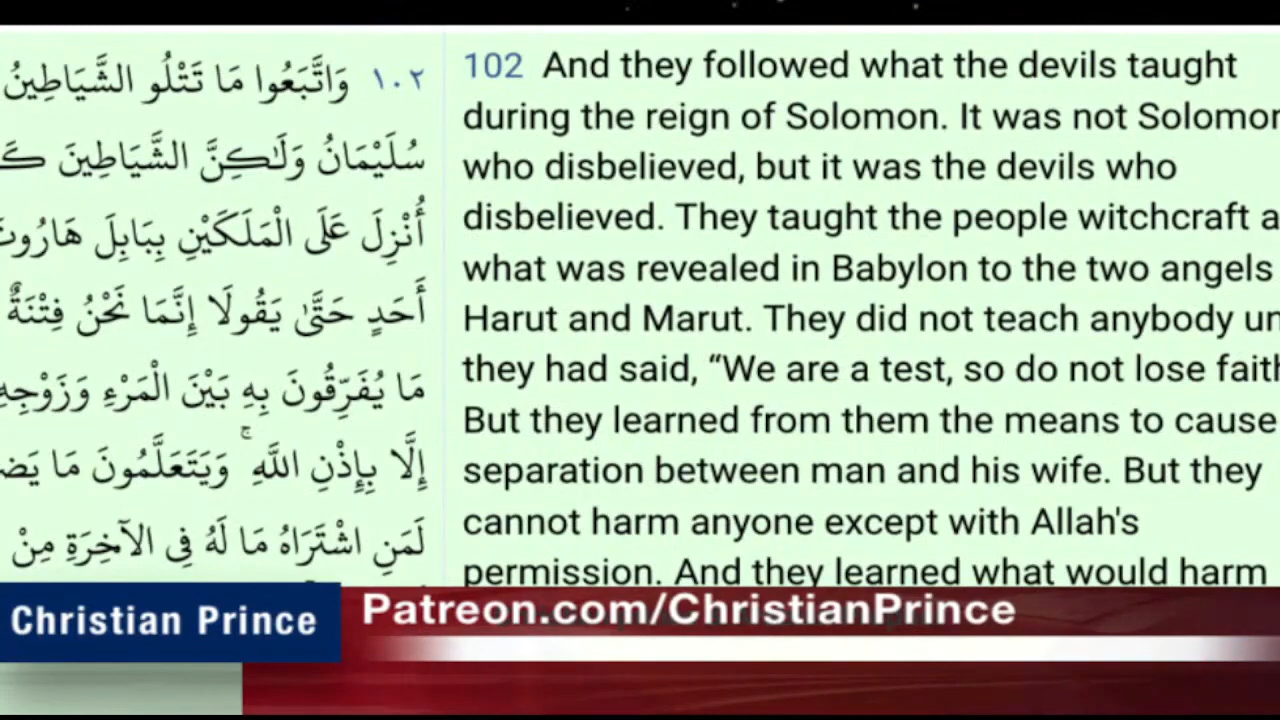 ١٠٢ وَاتَّبَعُوا مَا تَتْلُو الشَّيَاطِينُ
سُلَيْمَانُ وَلَٰكِنَّ الشَّيَاطِينَ
أُنْزِلَ عَلَى الْمَلَكَيْنِ بِبَابِلَ
أَحَدٍ حَتَّىٰ يَقُولَا إِنَّمَا نَحْنُ فِتْنَةٌ
مَا يُفَرِّقُونَ بِهِ بَيْنَ الْمَرْءِ وَزَوْجِهِ
إِلَّا بِإِذْنِ اللَّهِ ۚ وَيَتَعَلَّمُونَ مَا
لَمَنِ اشْتَرَاهُ مَا لَهُ فِي الْآخِرَةِ مِنْ
102 And they followed what the devils taught
during the reign of Solomon. It was not
who disbelieved, but it was the devils who
disbelieved. They taught the people witchcraft
what was revealed in Babylon to the two angels
Harut and Marut. They did not teach anybody
they had said, “We are a test, so do not lose
But they learned from them the means to cause
separation between man and his wife. But they
cannot harm anyone except with Allah's
permission. And they learned what would harm
Christian Prince
Patreon.com/ChristianPrince